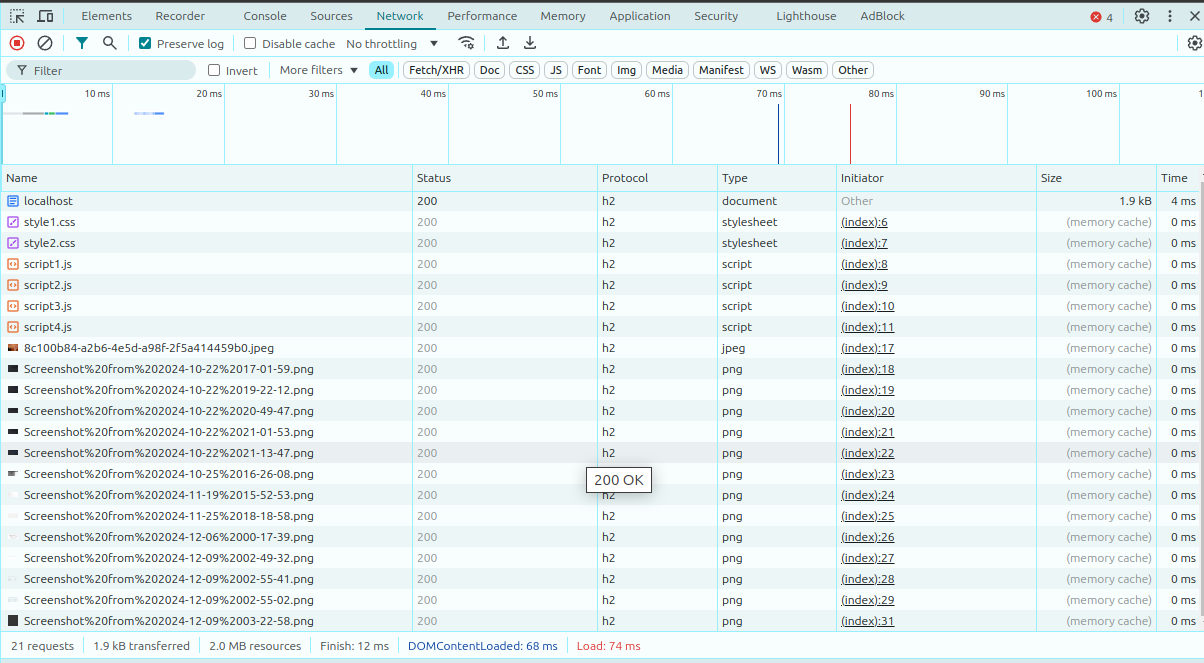 Elements Recorder Console Sources Network Performance Memory Application Security Lighthouse AdBlock 4
Preserve log Disable cache No throttling
Filter Invert More filters All Fetch/XHR Doc CSS JS Font Img Media Manifest WS Wasm Other
10 ms 20 ms 30 ms 40 ms 50 ms 60 ms 70 ms 80 ms 90 ms 100 ms 1
Name Status Protocol Type Initiator Size Time
localhost 200 h2 document Other 1.9 kB 4 ms
style1.css 200 h2 stylesheet (index):6 (memory cache) 0 ms
style2.css 200 h2 stylesheet (index):7 (memory cache) 0 ms
script1.js 200 h2 script (index):8 (memory cache) 0 ms
script2.js 200 h2 script (index):9 (memory cache) 0 ms
script3.js 200 h2 script (index):10 (memory cache) 0 ms
script4.js 200 h2 script (index):11 (memory cache) 0 ms
8c100b84-a2b6-4e5d-a98f-2f5a414459b0.jpeg 200 h2 jpeg (index):17 (memory cache) 0 ms
Screenshot%20from%202024-10-22%2017-01-59.png 200 h2 png (index):18 (memory cache) 0 ms
Screenshot%20from%202024-10-22%2019-22-12.png 200 h2 png (index):19 (memory cache) 0 ms
Screenshot%20from%202024-10-22%2020-49-47.png 200 h2 png (index):20 (memory cache) 0 ms
Screenshot%20from%202024-10-22%2021-01-53.png 200 h2 png (index):21 (memory cache) 0 ms
Screenshot%20from%202024-10-22%2021-13-47.png 200 h2 png (index):22 (memory cache) 0 ms
Screenshot%20from%202024-10-25%2016-26-08.png 200 h2 png (index):23 (memory cache) 0 ms
200 OK
Screenshot%20from%202024-11-19%2015-52-53.png 200 h2 png (index):24 (memory cache) 0 ms
Screenshot%20from%202024-11-25%2018-18-58.png 200 h2 png (index):25 (memory cache) 0 ms
Screenshot%20from%202024-12-06%2000-17-39.png 200 h2 png (index):26 (memory cache) 0 ms
Screenshot%20from%202024-12-09%2002-49-32.png 200 h2 png (index):27 (memory cache) 0 ms
Screenshot%20from%202024-12-09%2002-55-41.png 200 h2 png (index):28 (memory cache) 0 ms
Screenshot%20from%202024-12-09%2002-55-02.png 200 h2 png (index):29 (memory cache) 0 ms
Screenshot%20from%202024-12-09%2003-22-58.png 200 h2 png (index):31 (memory cache) 0 ms
21 requests 1.9 kB transferred 2.0 MB resources Finish: 12 ms DOMContentLoaded: 68 ms Load: 74 ms